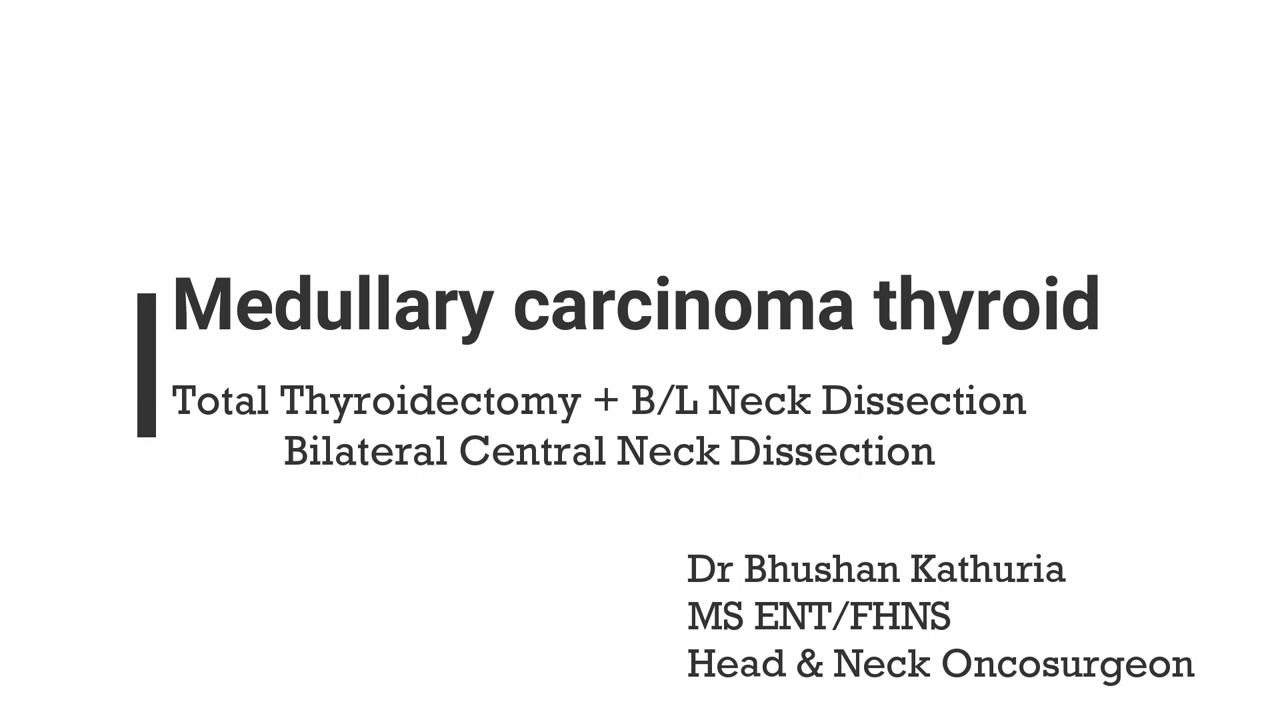 Medullary carcinoma thyroid
Total Thyroidectomy + B/L Neck Dissection
Bilateral Central Neck Dissection
Dr Bhushan Kathuria
MS ENT/FHNS
Head & Neck Oncosurgeon